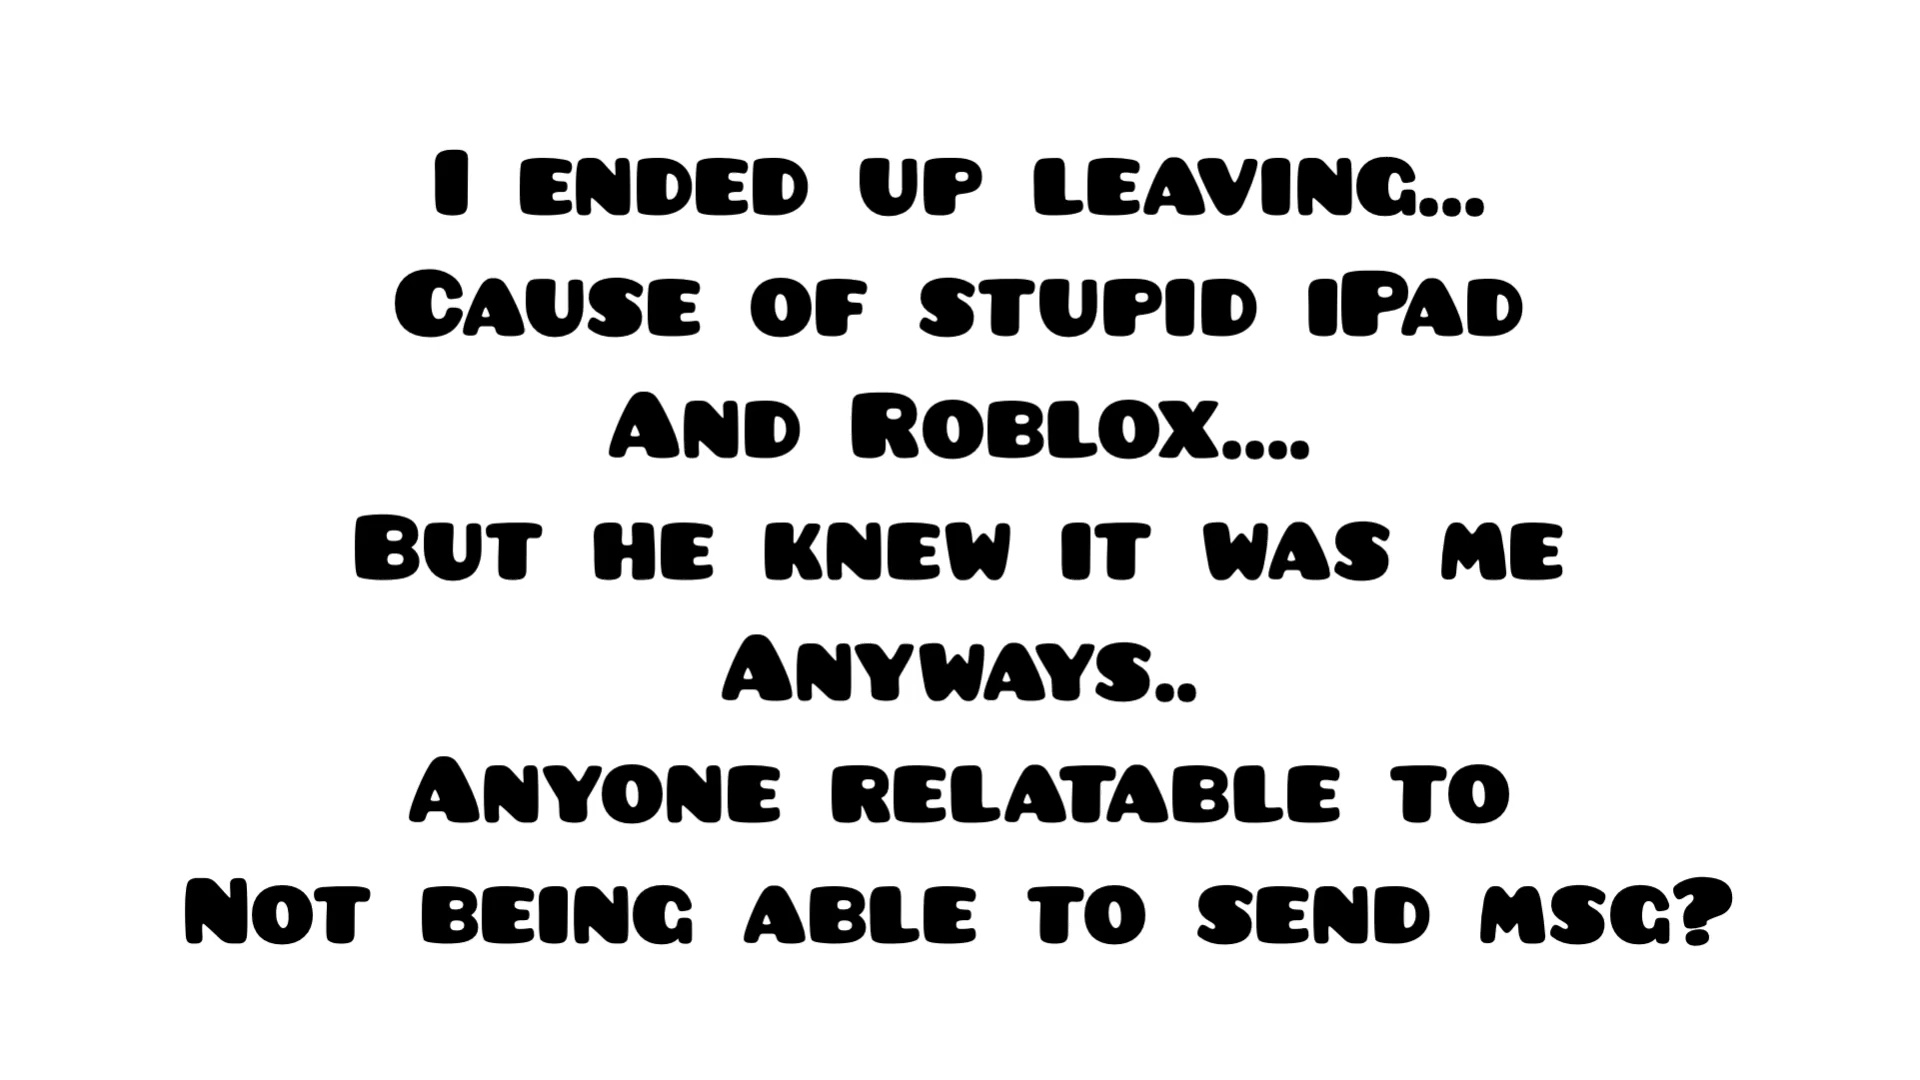 I ended up leaving...
Cause of stupid iPad
And Roblox....
But he knew it was me
Anyways..
Anyone relatable to
Not being able to send msg?